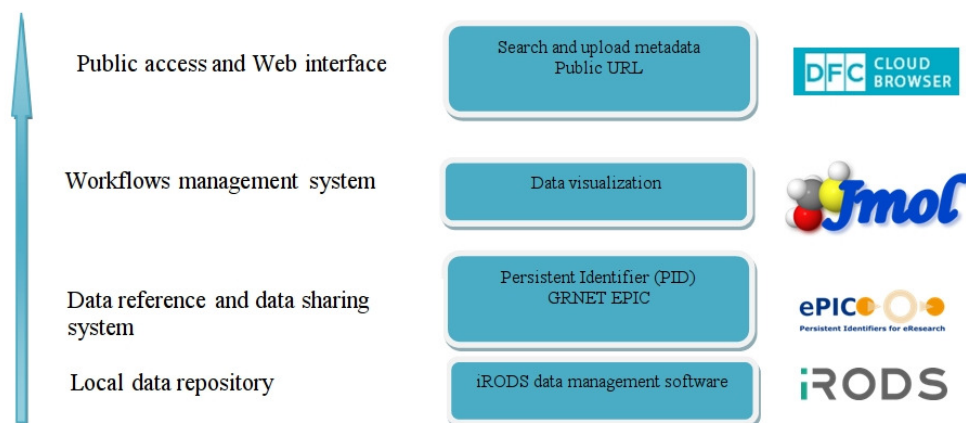 Public access and Web interface
Search and upload metadata
Public URL
DFC CLOUD
BROWSER
Workflows management system
Data visualization
Jmol
Data reference and data sharing
system
Persistent Identifier (PID)
GRNET EPIC
ePIC
Persistent Identifiers for eResearch
Local data repository
iRODS data management software
iRODS